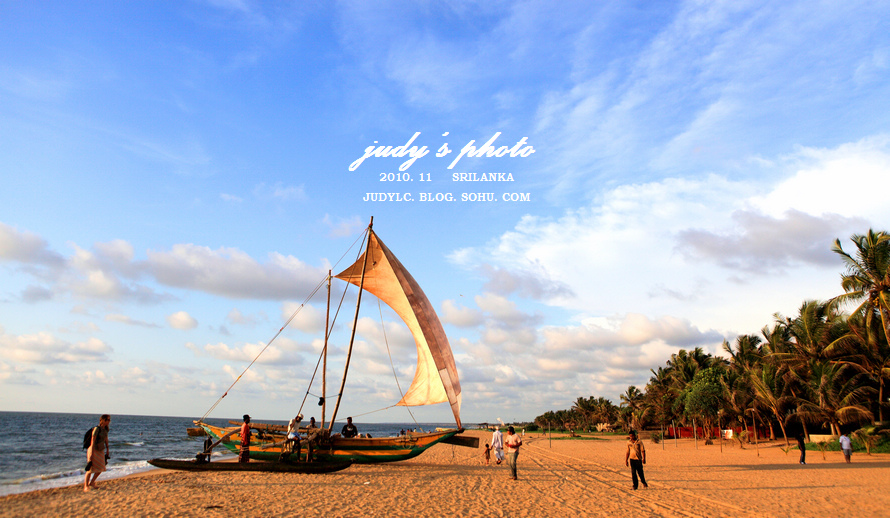 judy's photo
2010. 11 SRILANKA
JUDYLC. BLOG. SOHU. COM